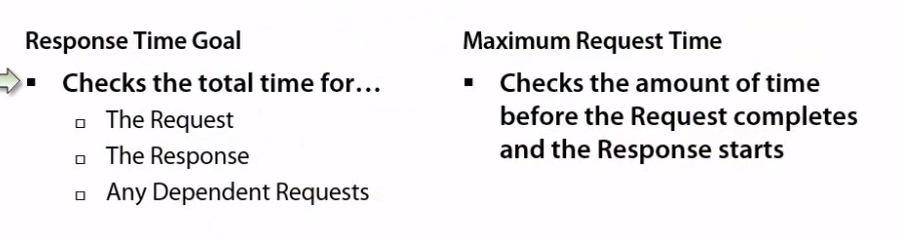 Response Time Goal
Checks the total time for...
The Request
The Response
Any Dependent Requests
Maximum Request Time
Checks the amount of time
before the Request completes
and the Response starts